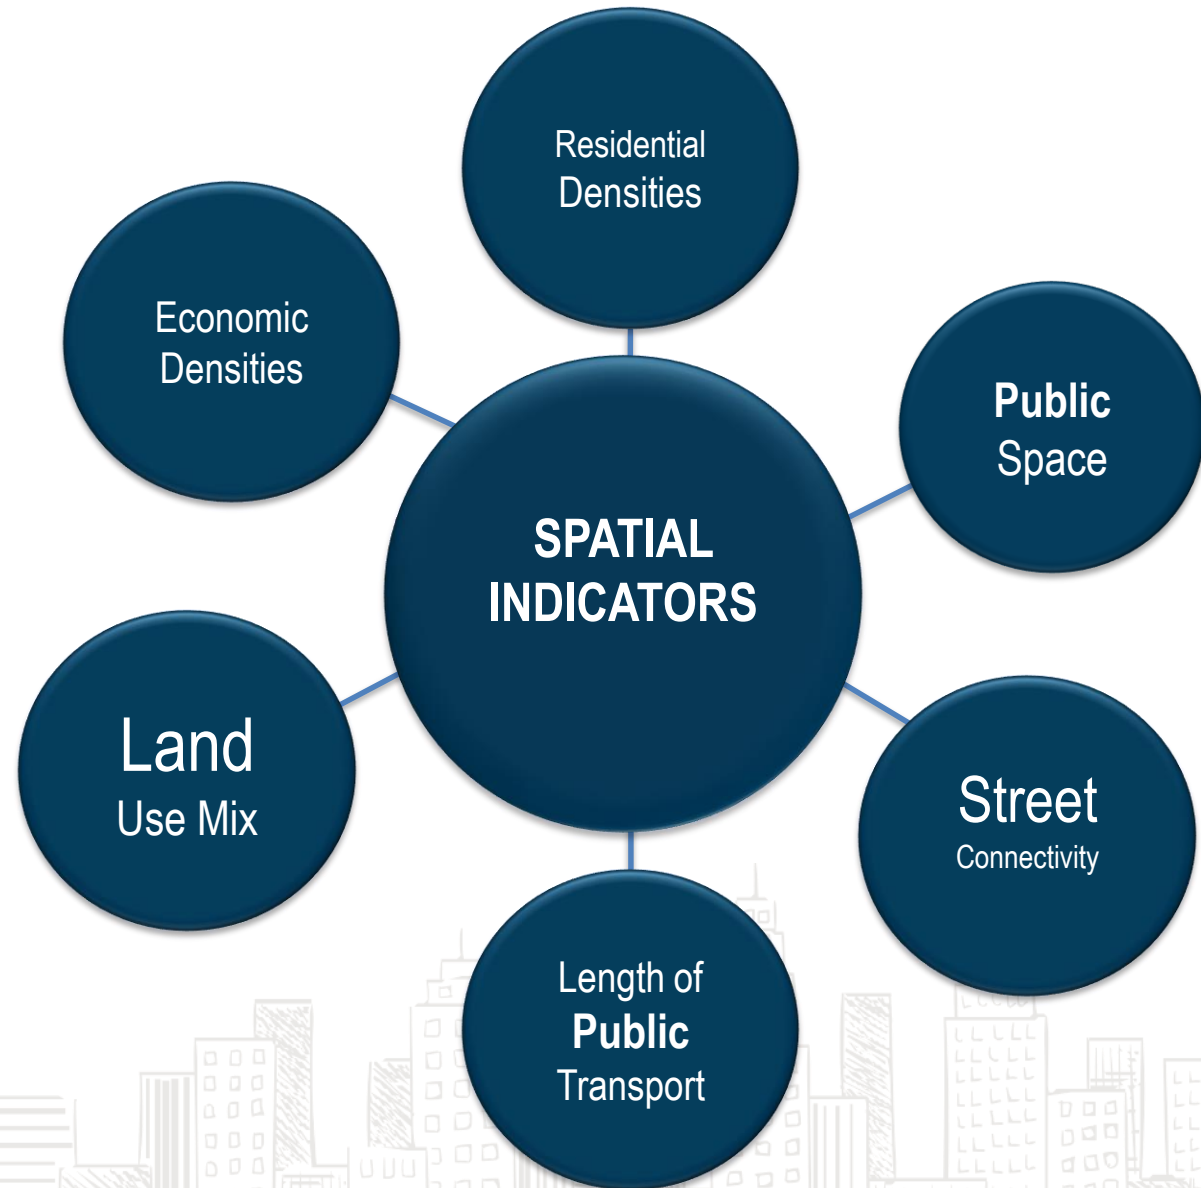 Residential
Densities
Economic
Densities
Public
Space
SPATIAL
INDICATORS
Land
Use Mix
Street
Connectivity
Length of
Public
Transport